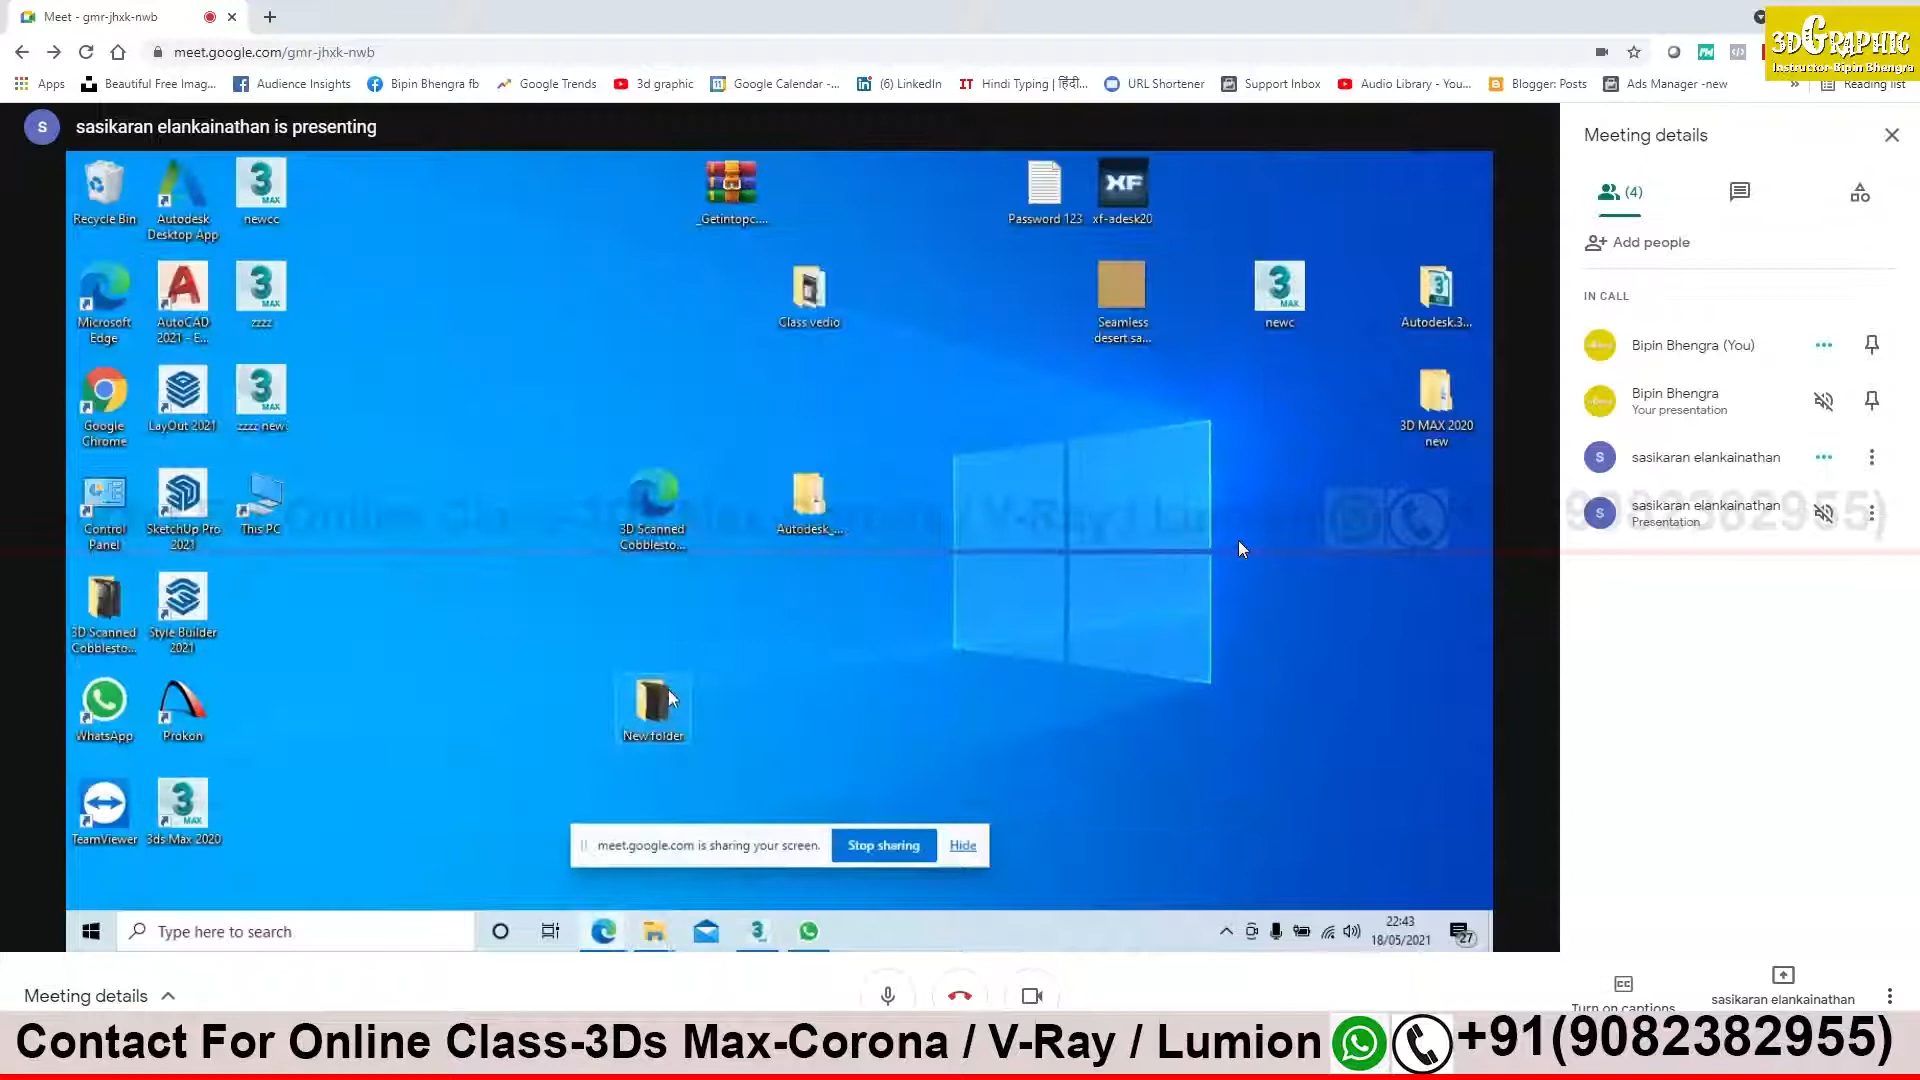 Meet - gmr-jhxk-nwb
meet.google.com/gmr-jhxk-nwb
3DGRAPHIC
Instructor-Bipin Bhengra
Apps
Beautiful Free Imag...
Audience Insights
Bipin Bhengra fb
Google Trends
3d graphic
Google Calendar -...
(6) LinkedIn
Hindi Typing | हिंदी...
URL Shortener
Support Inbox
Audio Library - You...
Blogger: Posts
Ads Manager -new
»
Reading list
S
sasikaran elankainathan is presenting
Recycle Bin
Autodesk
Desktop App
newcc
_Getintopc....
Password 123
XF
xf-adesk20
Microsoft
Edge
AutoCAD
2021 - E...
zzzz
Class vedio
Seamless
desert sa...
newc
Autodesk.3...
Google
Chrome
LayOut 2021
zzzz new
3D MAX 2020
new
Control
Panel
SketchUp Pro
2021
This PC
3D Scanned
Cobblesto...
Autodesk_...
3D Scanned
Cobblesto...
Style Builder
2021
WhatsApp
Prokon
New folder
TeamViewer
3ds Max 2020
meet.google.com is sharing your screen.
Stop sharing
Hide
Type here to search
22:43
18/05/2021
27
Meeting details
(4)
Add people
IN CALL
Bipin Bhengra (You)
Bipin Bhengra
Your presentation
S
sasikaran elankainathan
S
sasikaran elankainathan
Presentation
Meeting details
Turn on captions
sasikaran elankainathan
Contact For Online Class-3Ds Max-Corona / V-Ray / Lumion +91(9082382955)